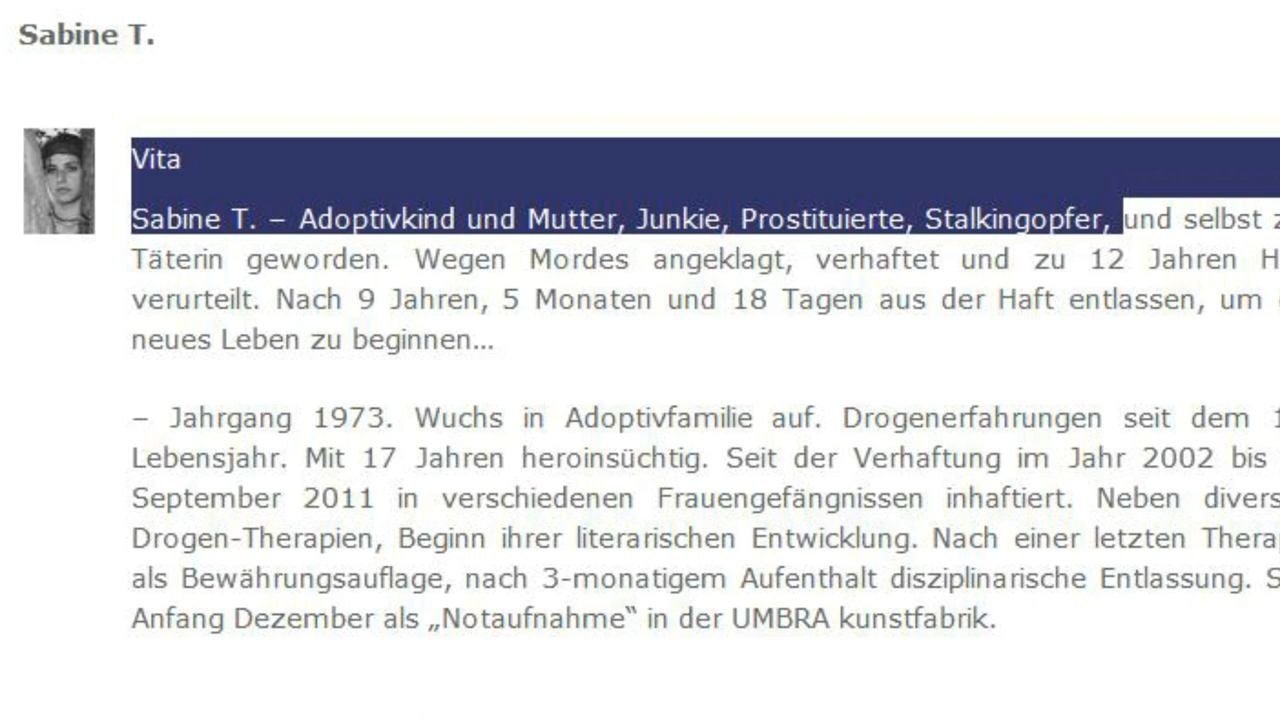 Sabine T.
Vita
Sabine T. – Adoptivkind und Mutter, Junkie, Prostituierte, Stalkingopfer, und selbst
Täterin geworden. Wegen Mordes angeklagt, verhaftet und zu 12 Jahren
verurteilt. Nach 9 Jahren, 5 Monaten und 18 Tagen aus der Haft entlassen, um
neues Leben zu beginnen...
– Jahrgang 1973. Wuchs in Adoptivfamilie auf. Drogenerfahrungen seit dem
Lebensjahr. Mit 17 Jahren heroinsüchtig. Seit der Verhaftung im Jahr 2002 bis
September 2011 in verschiedenen Frauengefängnissen inhaftiert. Neben
Drogen-Therapien, Beginn ihrer literarischen Entwicklung. Nach einer letzten
als Bewährungsauflage, nach 3-monatigem Aufenthalt disziplinarische Entlassung.
Anfang Dezember als „Notaufnahme“ in der UMBRA kunstfabrik.